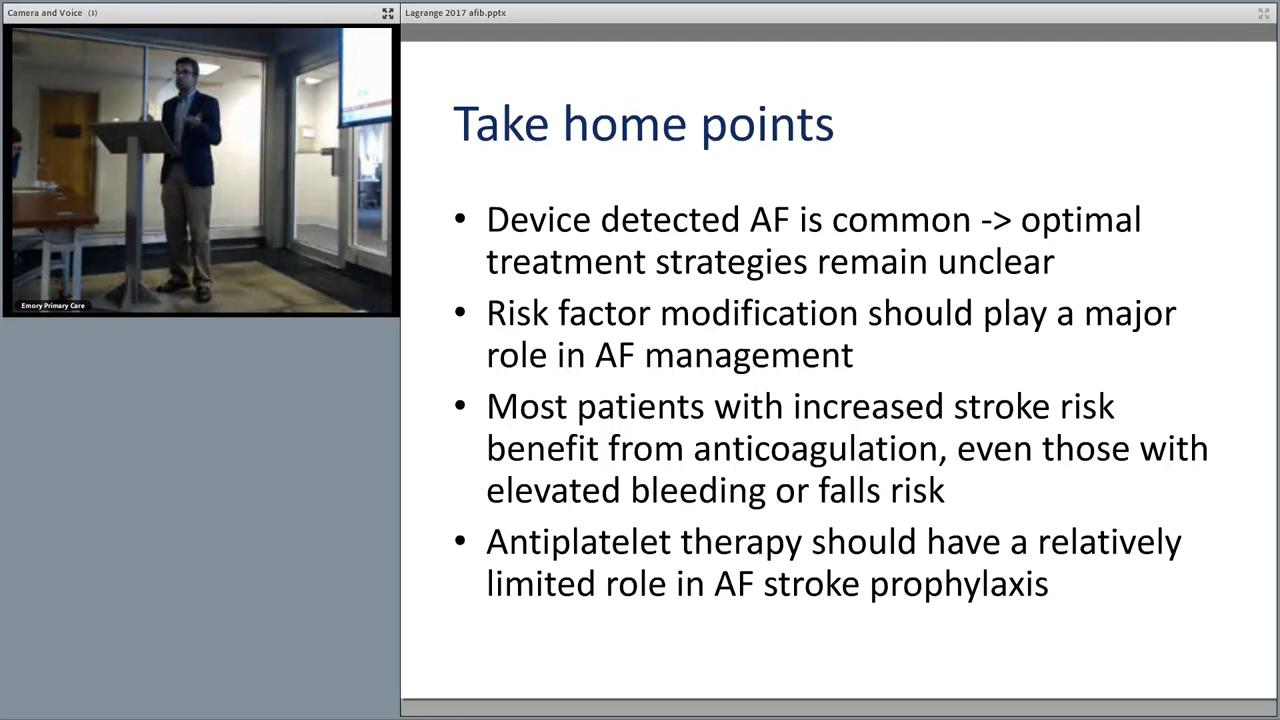 Camera and Voice (1)
Lagrange 2017 afib.pptx
Emory Primary Care
Take home points
• Device detected AF is common -> optimal
treatment strategies remain unclear
• Risk factor modification should play a major
role in AF management
• Most patients with increased stroke risk
benefit from anticoagulation, even those with
elevated bleeding or falls risk
• Antiplatelet therapy should have a relatively
limited role in AF stroke prophylaxis